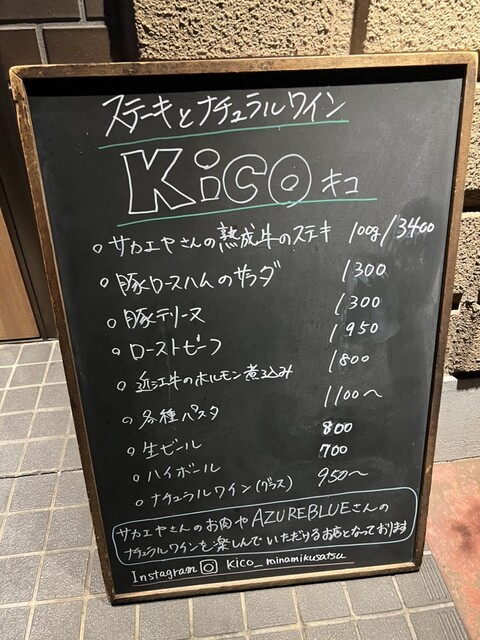 ステーキとナチュラルワイン
Kico キコ
○ サカエヤさんの熟成牛のステーキ 100g/3400
○ 豚ロースハムのサラダ 1300
○ 豚テリーヌ 1300
○ ローストビーフ 1950
○ 近江牛のホルモン煮込み 1800
○ 各種パスタ 1100～
○ 生ビール 800
○ ハイボール 700
○ ナチュラルワイン(グラス) 950～
サカエヤさんのお肉やAZUREBLUEさんの
ナチュラルワインを楽しんでいただけるお店となっております
Instagram kico_minamikusatsu